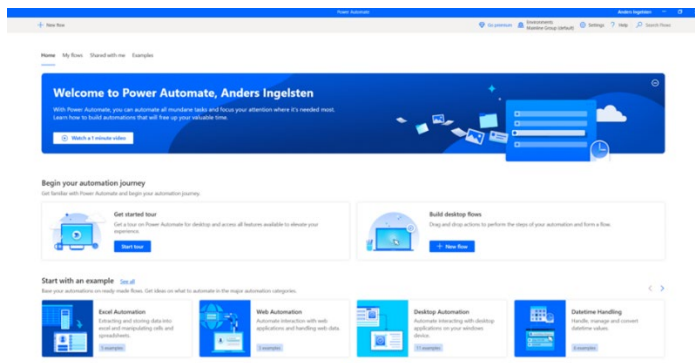 Power Automate
Anders Ingelsten
+ New flow
Go premium
Environments
Settings
? Help
Search Flows
Home My flows Shared with me Examples
Welcome to Power Automate, Anders Ingelsten
With Power Automate, you can automate all mundane tasks and focus your attention where it's needed most.
Learn how to build automations that will free up your valuable time.
Watch a 1 minute video
Begin your automation journey
Get familiar with Power Automate and begin your automation journey.
Get started tour
Get a tour on Power Automate for desktop and access all features available to elevate your
experience.
Start tour
Build desktop flows
Drag and drop actions to perform the steps of your automation and form a flow.
+ New flow
Start with an example See all
Base your automations on ready-made flows. Get ideas on what to automate in the major automation categories.
Excel Automation
Extracting and storing data into
excel and manipulating cells and
spreadsheets.
5 examples
Web Automation
Automate interaction with web
applications and handling web data.
5 examples
Desktop Automation
Automate interacting with desktop
applications on your windows
device.
11 examples
Datetime Handling
Handle, manage and convert
datetime values.
6 examples